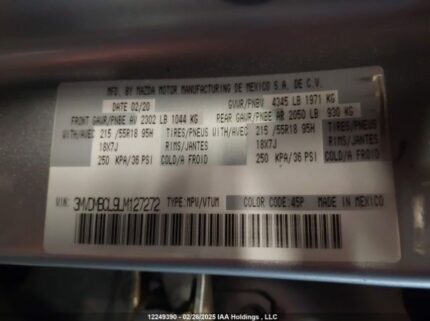 MFD. BY MAZDA MOTOR MANUFACTURING DE MEXICO S.A. DE C.V.
DATE 02/20 GVWR/PNBV 4345 LB 1971 KG
FRONT GAWR/PNBE AV 2302 LB 1044 KG REAR GAWR/PNBE AR 2050 LB 930 KG
WITH/AVEC 215 /55R18 95H TIRES/PNEUS WITH/AVEC 215 /55R18 95H TIRES/PNEUS
18X7J RIMS/JANTES 18X7J RIMS/JANTES
250 KPA/36 PSI COLD/A FROID 250 KPA/36 PSI COLD/A FROID
VIN: 3MVDMBCL9LM127272 TYPE:MPV/VTUM COLOR CODE:45P MADE IN MEXICO
12249390 - 02/26/2025 IAA Holdings , LLC